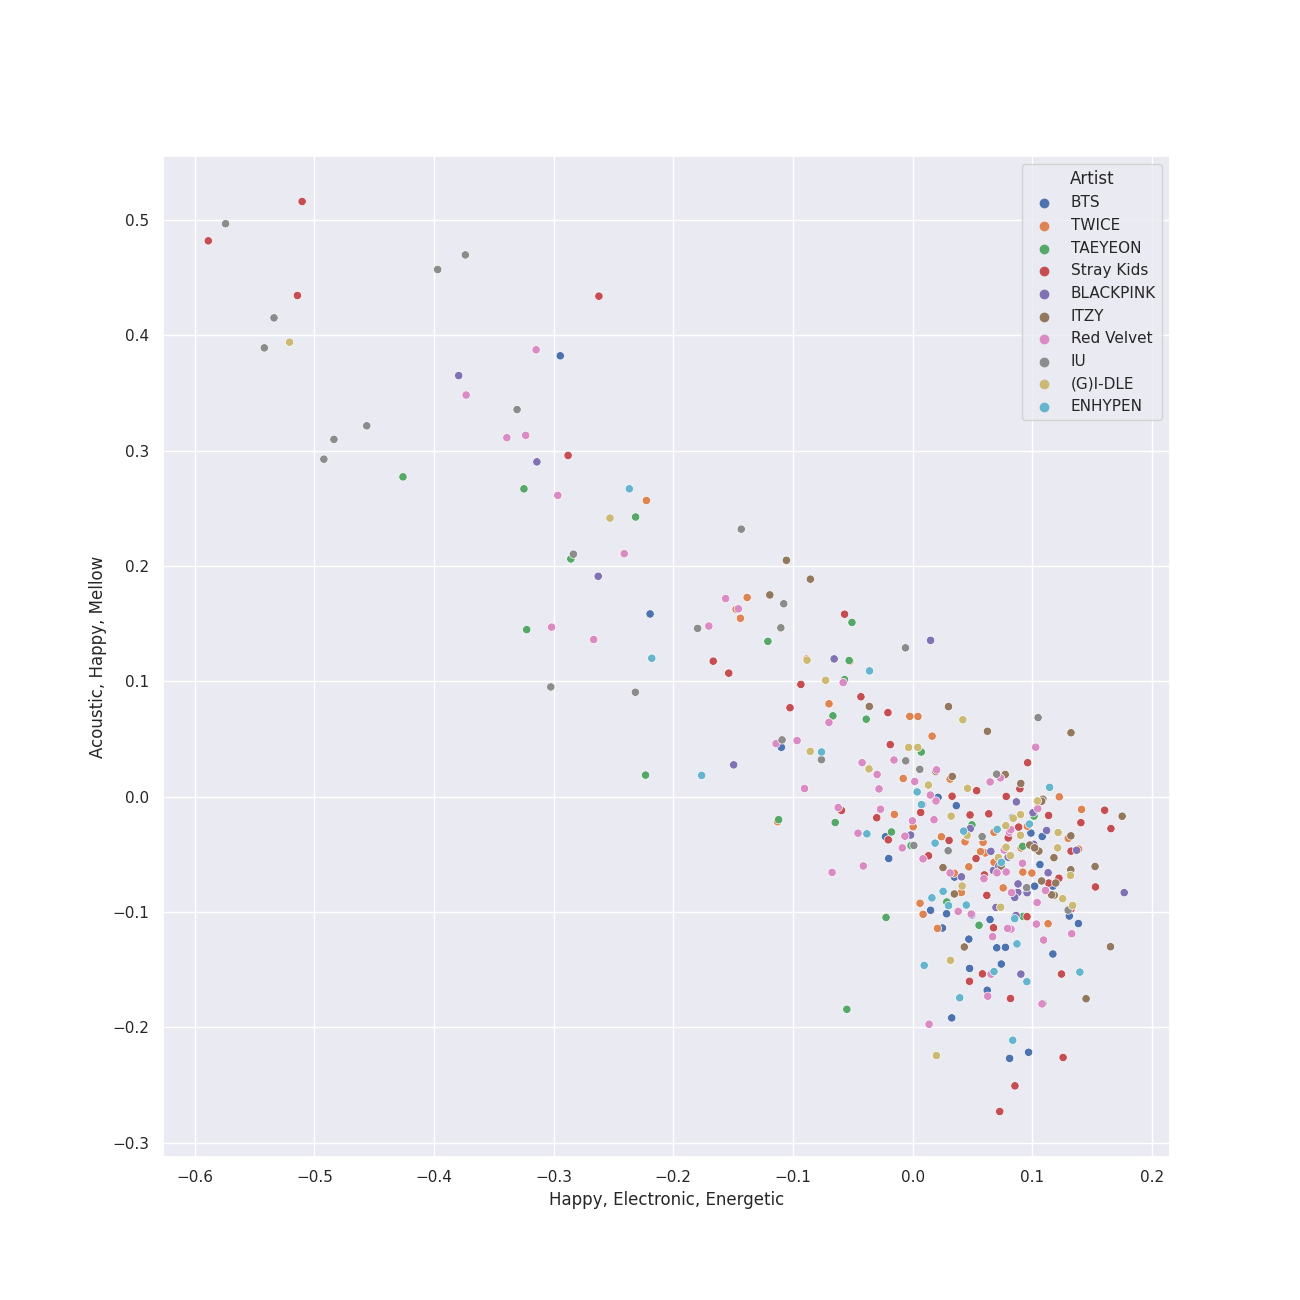 Artist
BTS
TWICE
TAEYEON
Stray Kids
BLACKPINK
ITZY
Red Velvet
IU
(G)I-DLE
ENHYPEN
0.5
0.4
0.3
0.2
0.1
0.0
−0.1
−0.2
−0.3
Acoustic, Happy, Mellow
−0.6 −0.5 −0.4 −0.3 −0.2 −0.1 0.0 0.1 0.2
Happy, Electronic, Energetic